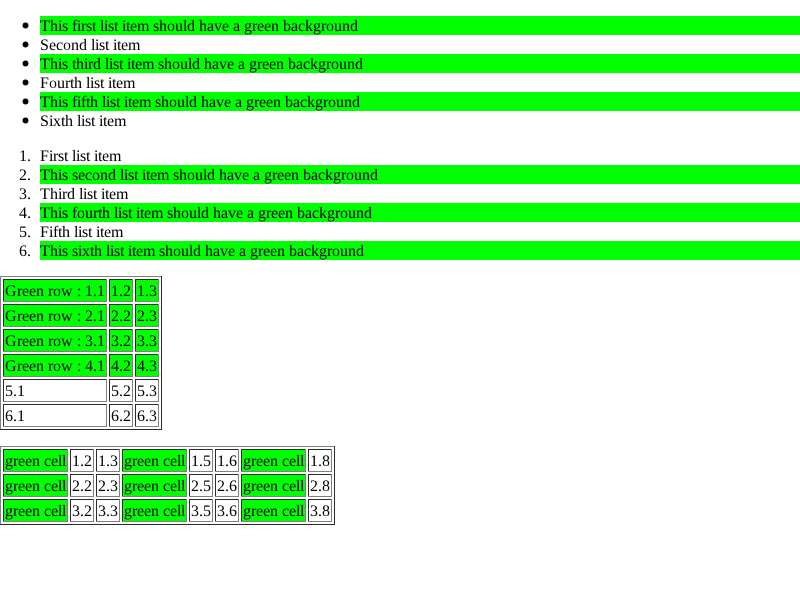 • This first list item should have a green background
• Second list item
• This third list item should have a green background
• Fourth list item
• This fifth list item should have a green background
• Sixth list item
1. First list item
2. This second list item should have a green background
3. Third list item
4. This fourth list item should have a green background
5. Fifth list item
6. This sixth list item should have a green background
Green row : 1.1 1.2 1.3
Green row : 2.1 2.2 2.3
Green row : 3.1 3.2 3.3
Green row : 4.1 4.2 4.3
5.1 5.2 5.3
6.1 6.2 6.3
green cell 1.2 1.3 green cell 1.5 1.6 green cell 1.8
green cell 2.2 2.3 green cell 2.5 2.6 green cell 2.8
green cell 3.2 3.3 green cell 3.5 3.6 green cell 3.8